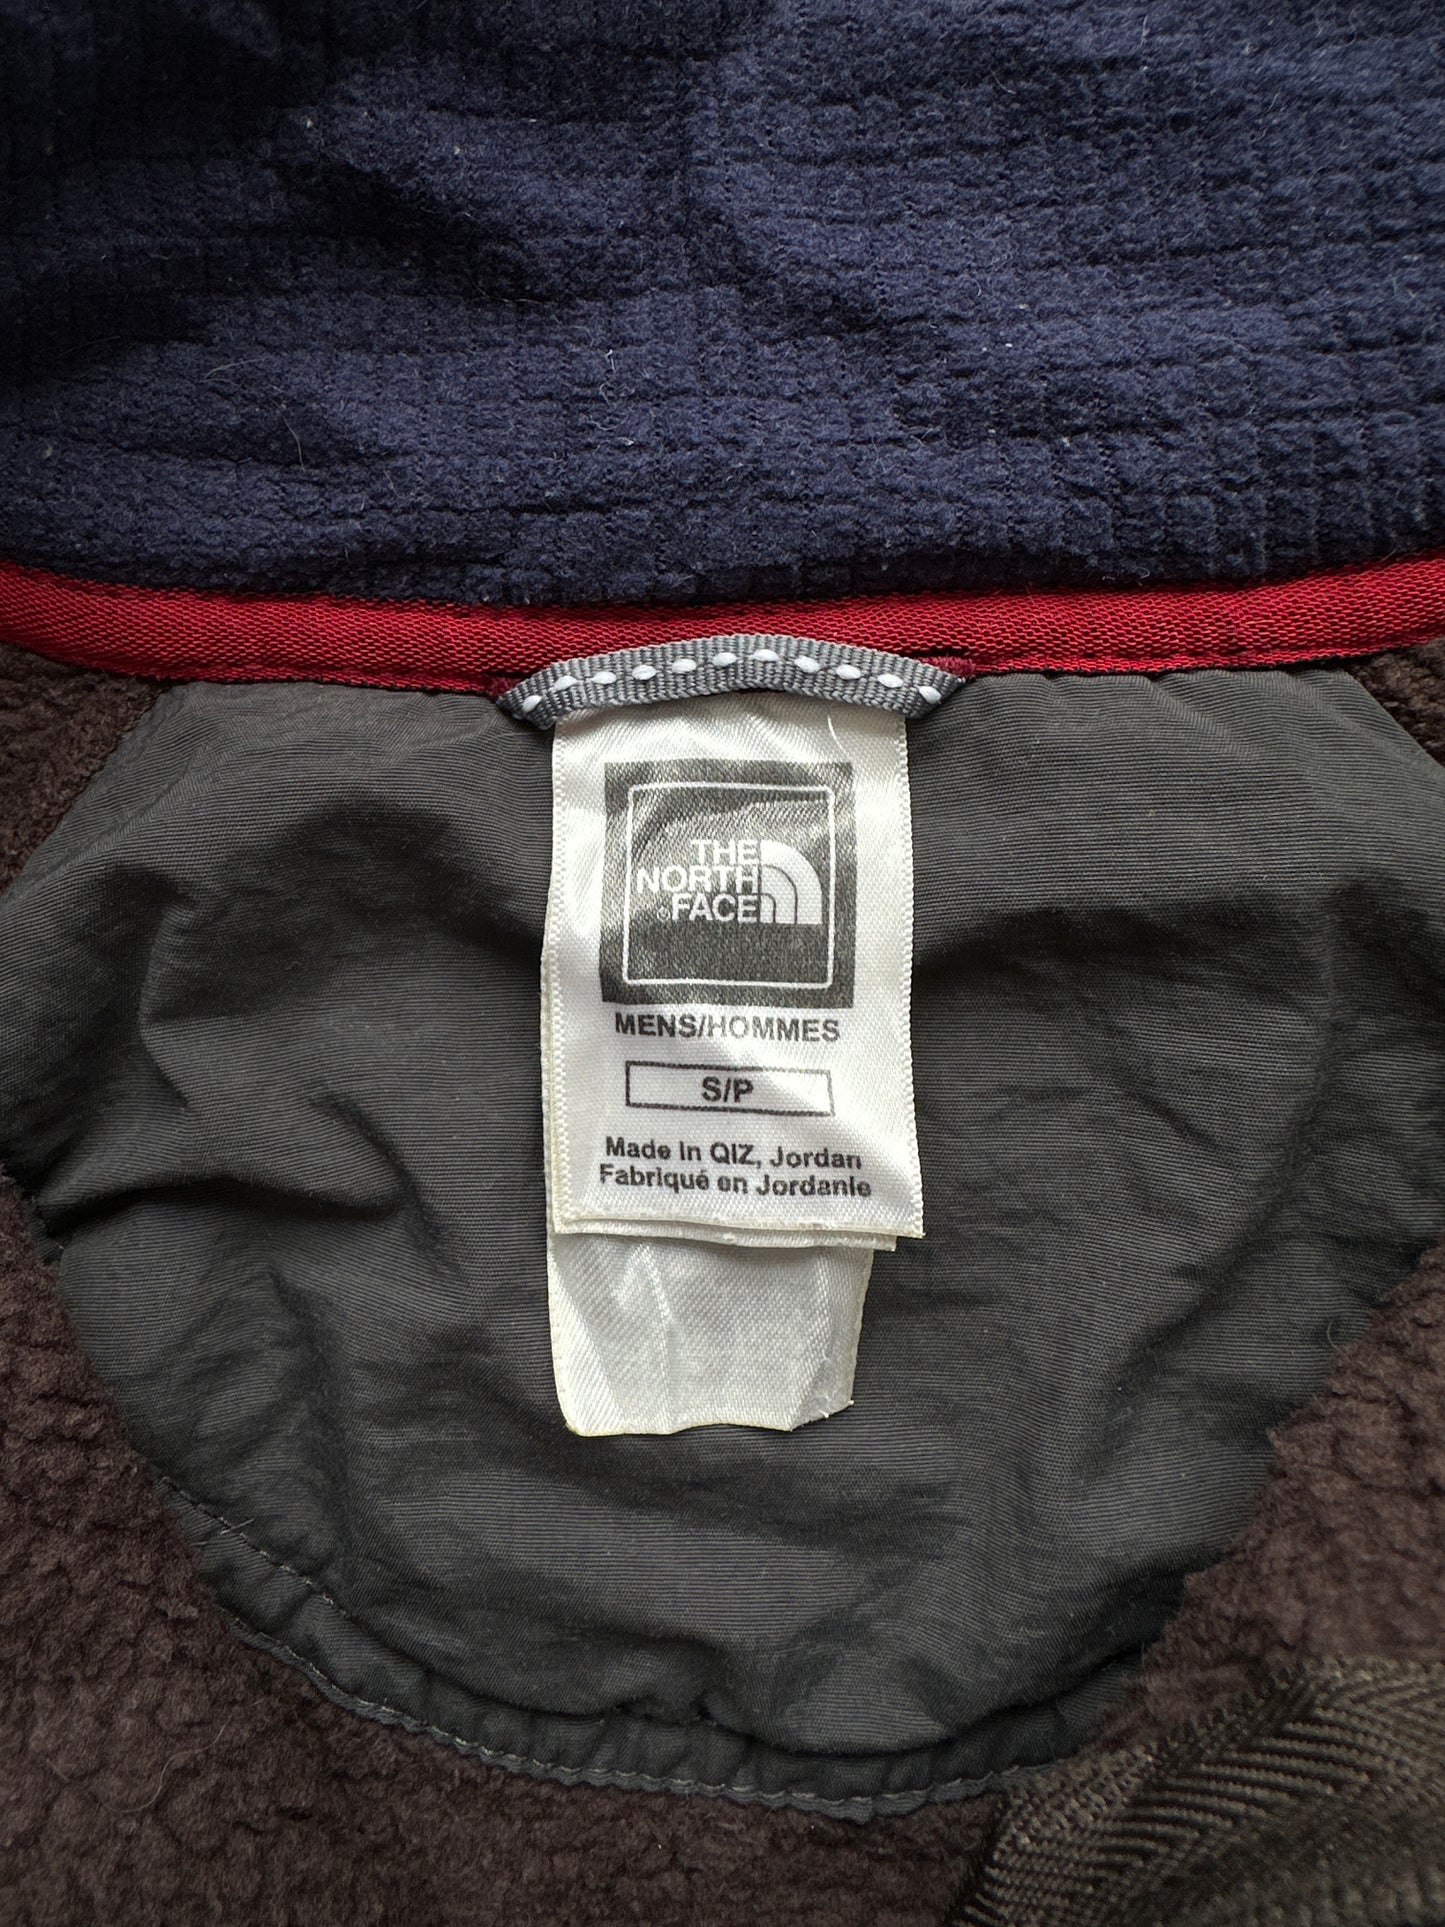 THE
NORTH
®FACE
MENS/HOMMES
S/P
Made in QIZ, Jordan
Fabriqué en Jordanie